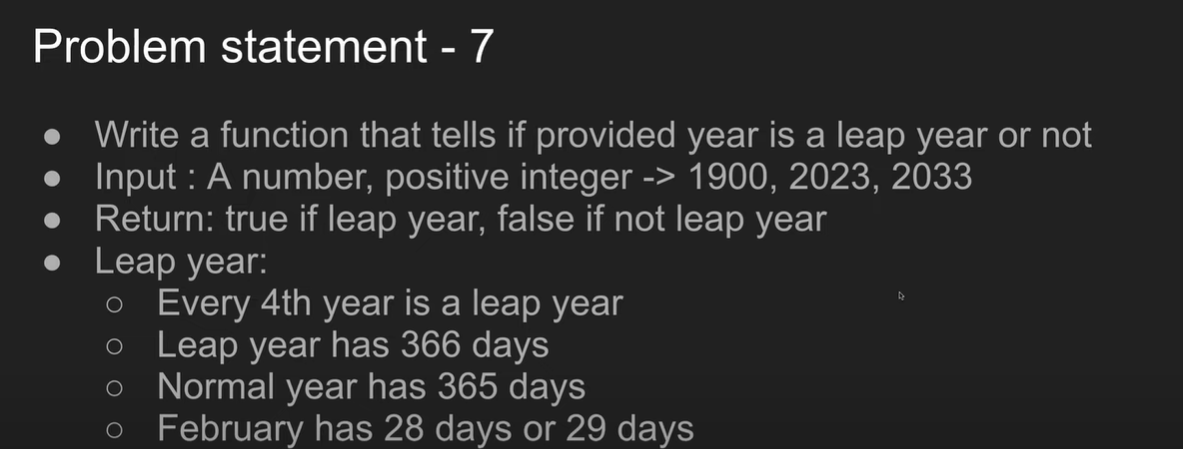 Problem statement - 7
● Write a function that tells if provided year is a leap year or not
● Input : A number, positive integer -> 1900, 2023, 2033
● Return: true if leap year, false if not leap year
● Leap year:
○ Every 4th year is a leap year
○ Leap year has 366 days
○ Normal year has 365 days
○ February has 28 days or 29 days